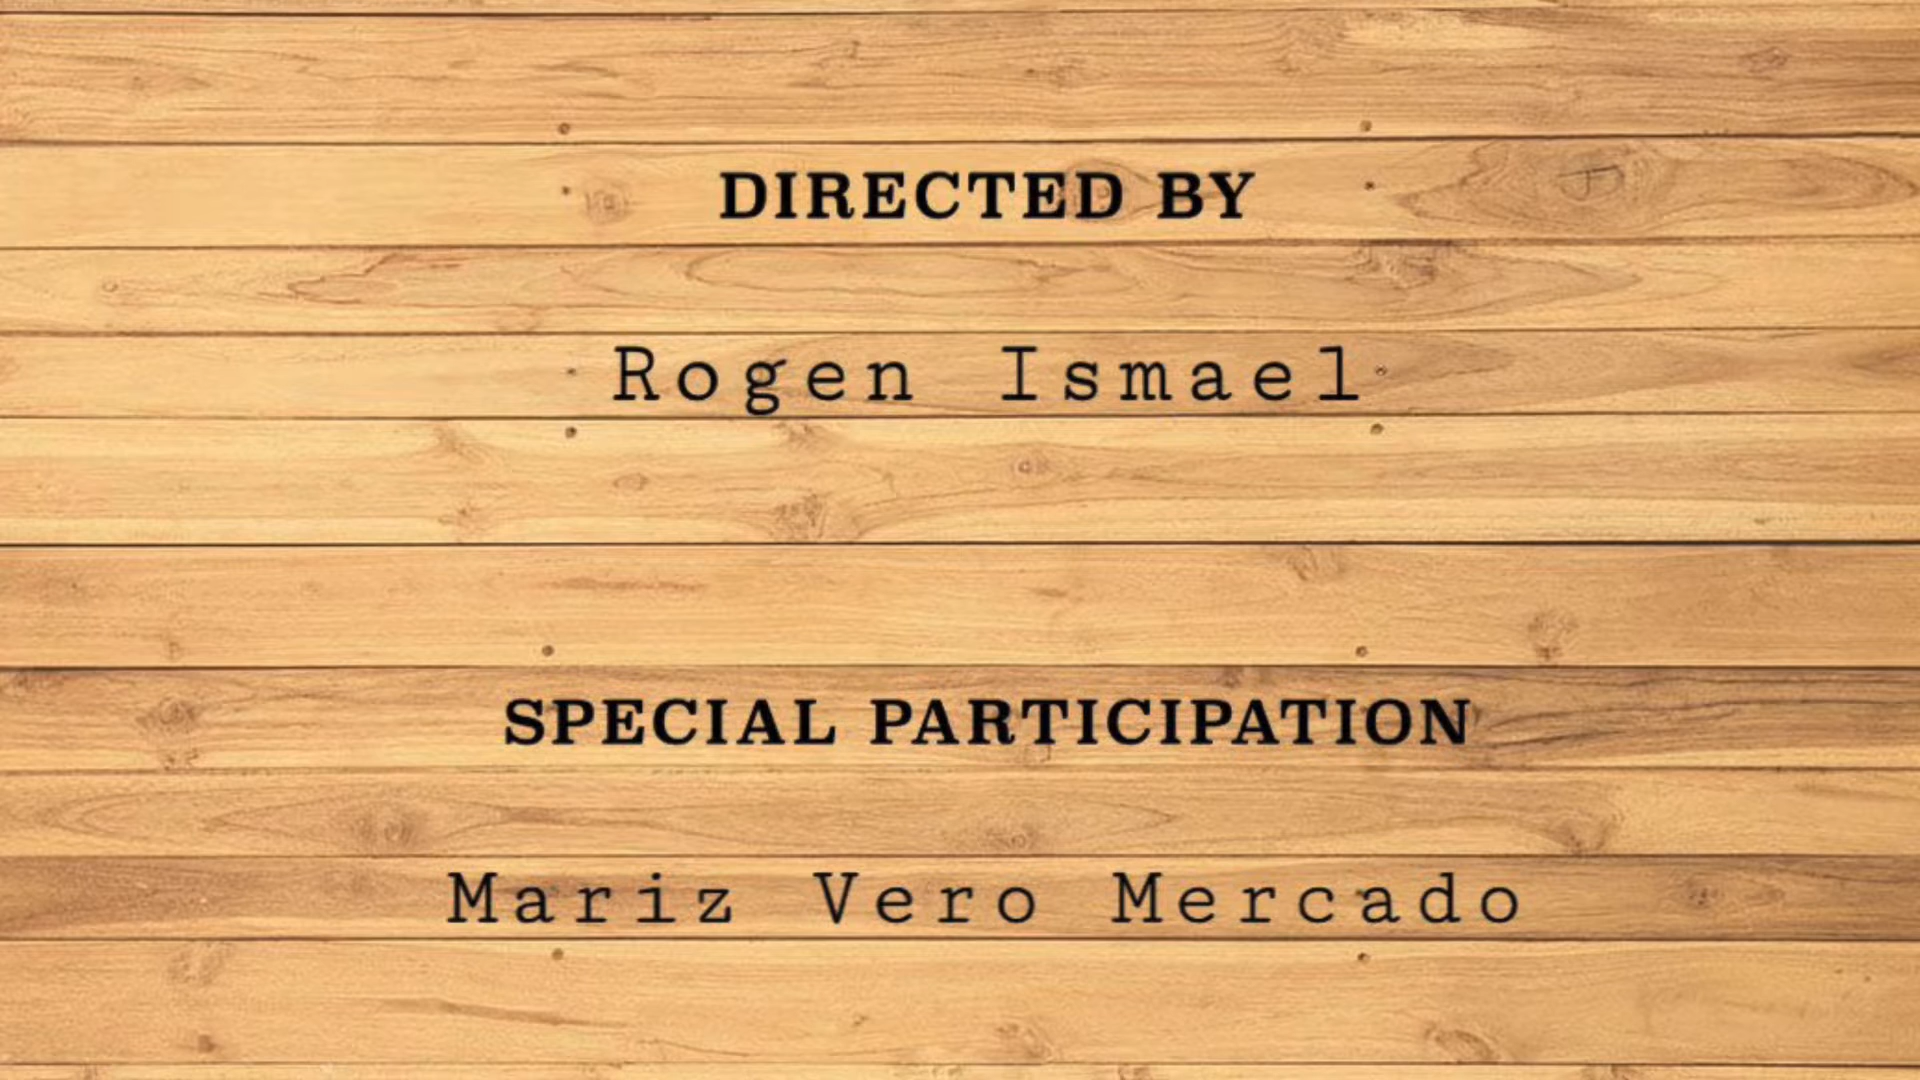 DIRECTED BY
Rogen Ismael
SPECIAL PARTICIPATION
Mariz Vero Mercado